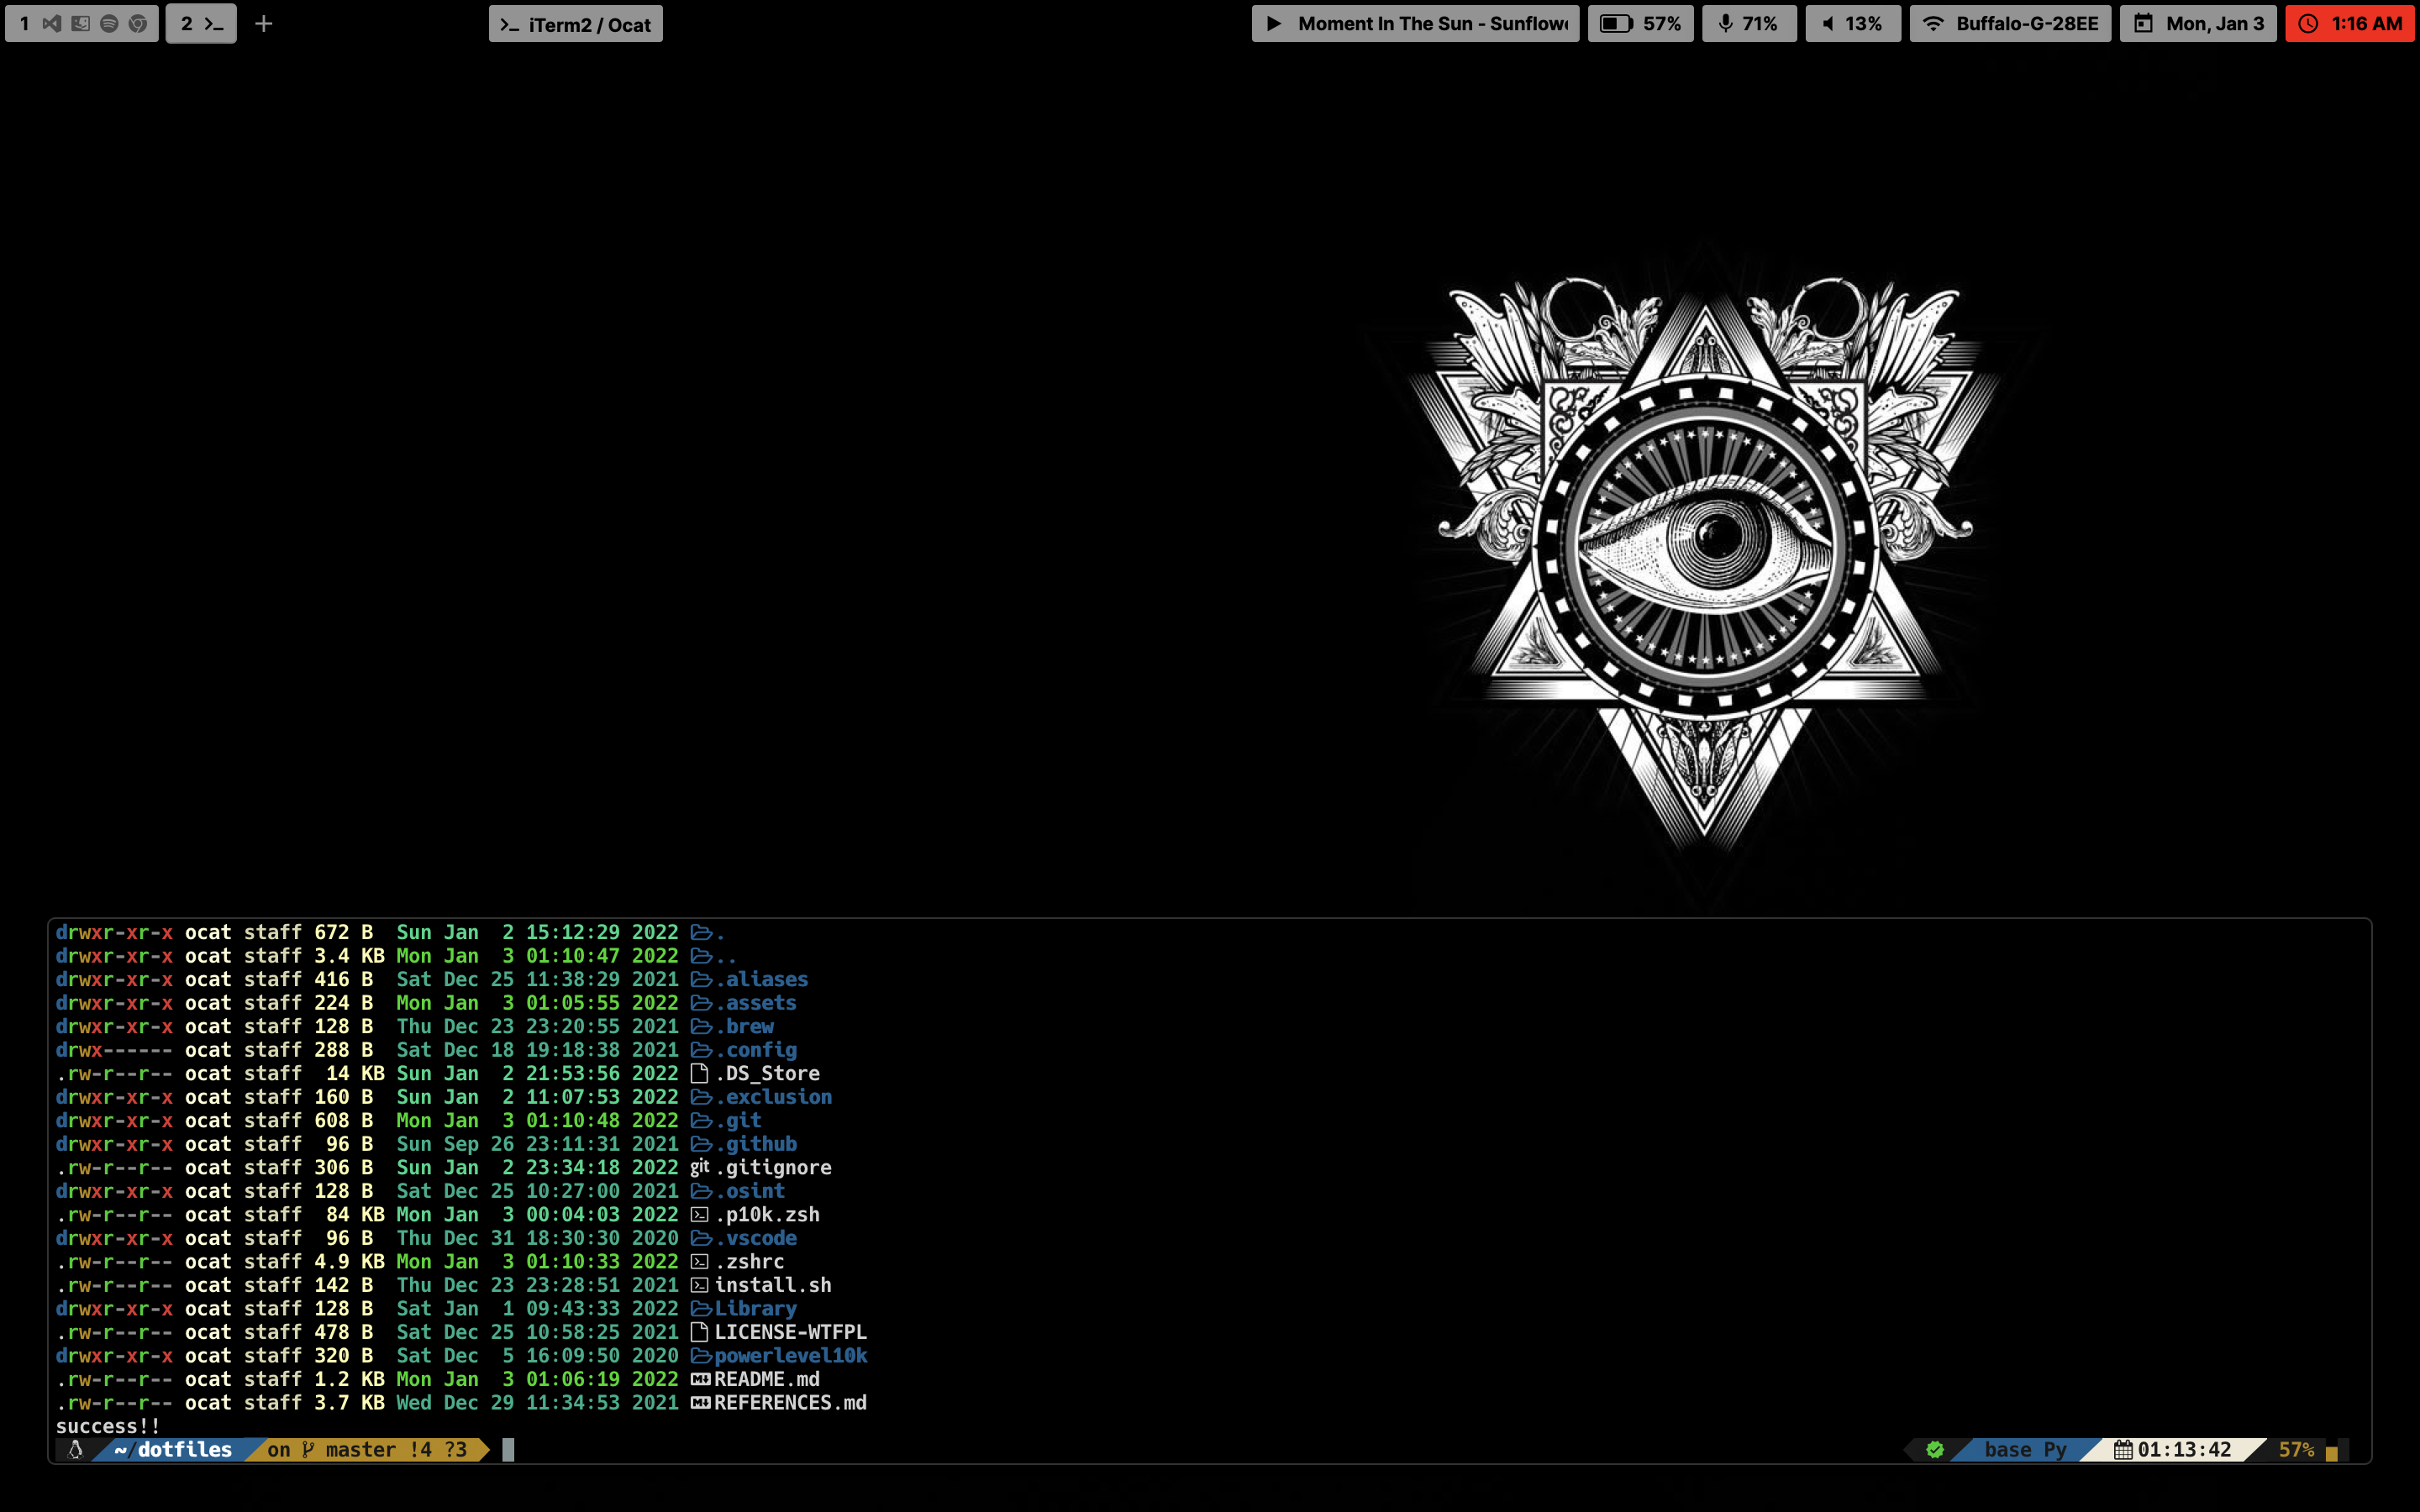 1 2 + iTerm2 / Ocat Moment In The Sun - Sunflow 57% 71% 13% Buffalo-G-28EE Mon, Jan 3 1:16 AM
drwxr-xr-x ocat staff 672 B Sun Jan 2 15:12:29 2022 .
drwxr-xr-x ocat staff 3.4 KB Mon Jan 3 01:10:47 2022 ..
drwxr-xr-x ocat staff 416 B Sat Dec 25 11:38:29 2021 .aliases
drwxr-xr-x ocat staff 224 B Mon Jan 3 01:05:55 2022 .assets
drwxr-xr-x ocat staff 128 B Thu Dec 23 23:20:55 2021 .brew
drwx------ ocat staff 288 B Sat Dec 18 19:18:38 2021 .config
.rw-r--r-- ocat staff 14 KB Sun Jan 2 21:53:56 2022 .DS_Store
drwxr-xr-x ocat staff 160 B Sun Jan 2 11:07:53 2022 .exclusion
drwxr-xr-x ocat staff 608 B Mon Jan 3 01:10:48 2022 .git
drwxr-xr-x ocat staff 96 B Sun Sep 26 23:11:31 2021 .github
.rw-r--r-- ocat staff 306 B Sun Jan 2 23:34:18 2022 git .gitignore
drwxr-xr-x ocat staff 128 B Sat Dec 25 10:27:00 2021 .osint
.rw-r--r-- ocat staff 84 KB Mon Jan 3 00:04:03 2022 .p10k.zsh
drwxr-xr-x ocat staff 96 B Thu Dec 31 18:30:30 2020 .vscode
.rw-r--r-- ocat staff 4.9 KB Mon Jan 3 01:10:33 2022 .zshrc
.rw-r--r-- ocat staff 142 B Thu Dec 23 23:28:51 2021 install.sh
drwxr-xr-x ocat staff 128 B Sat Jan 1 09:43:33 2022 Library
.rw-r--r-- ocat staff 478 B Sat Dec 25 10:58:25 2021 LICENSE-WTFPL
drwxr-xr-x ocat staff 320 B Sat Dec 5 16:09:50 2020 powerlevel10k
.rw-r--r-- ocat staff 1.2 KB Mon Jan 3 01:06:19 2022 README.md
.rw-r--r-- ocat staff 3.7 KB Wed Dec 29 11:34:53 2021 REFERENCES.md
success!!
~/dotfiles on master !4 ?3 base Py 01:13:42 57%